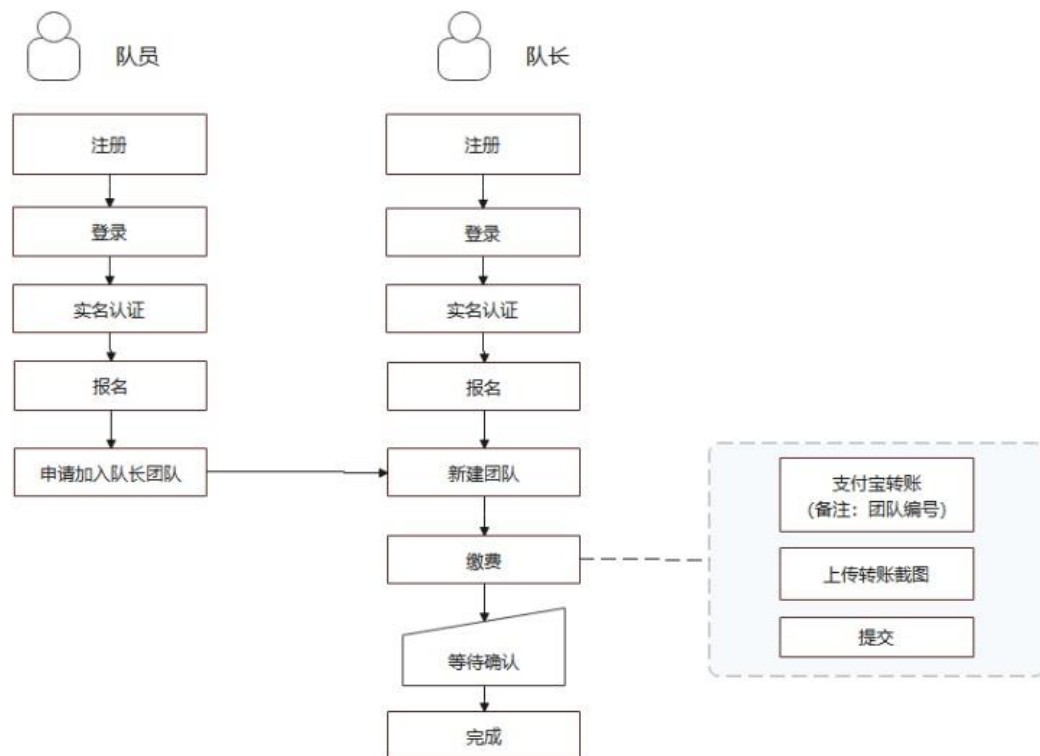 队员
队长
注册
注册
登录
登录
实名认证
实名认证
报名
报名
申请加入队长团队
新建团队
支付宝转账
(备注：团队编号)
缴费
上传转账截图
提交
等待确认
完成